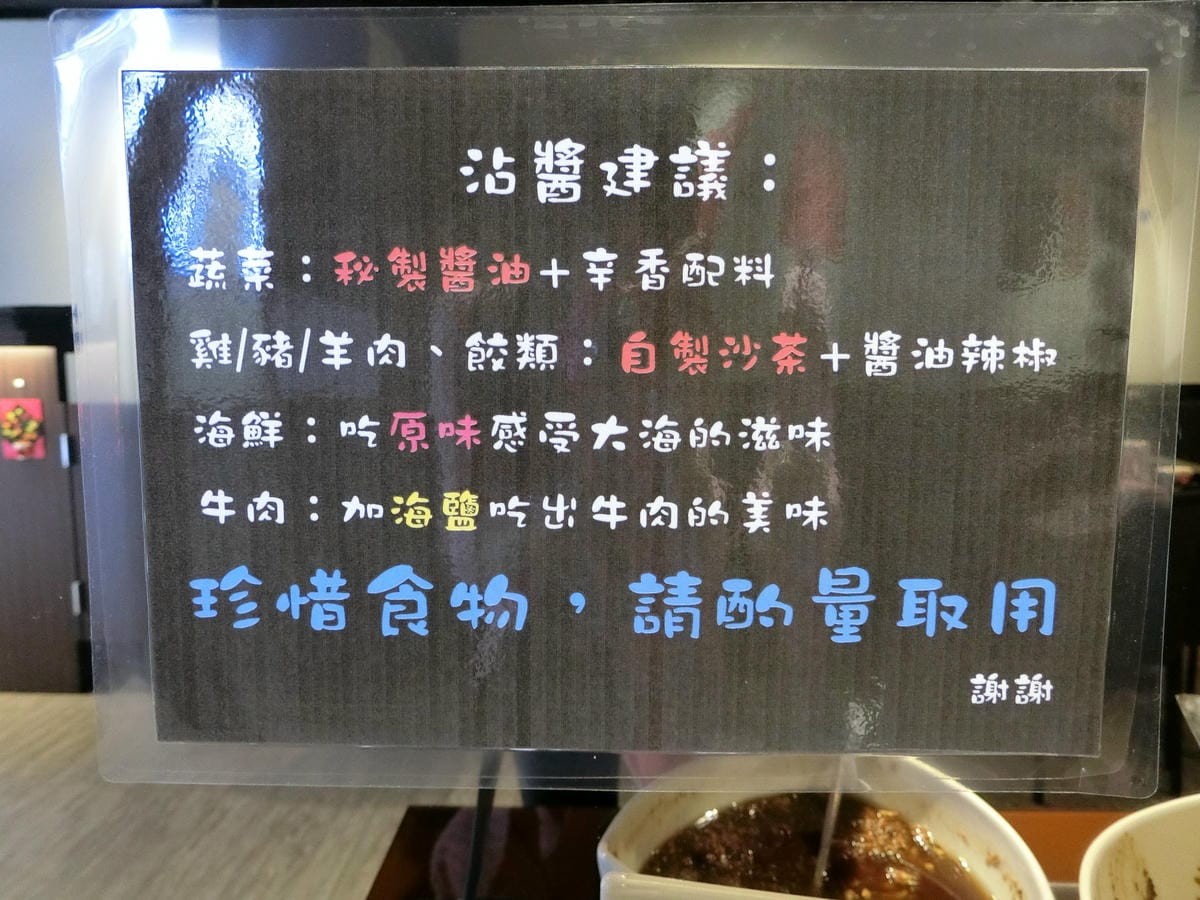 沾醬建議：
蔬菜：秘製醬油＋辛香配料
雞/豬/羊肉、餃類：自製沙茶＋醬油辣椒
海鮮：吃原味感受大海的滋味
牛肉：加海鹽吃出牛肉的美味
珍惜食物，請酌量取用
謝謝